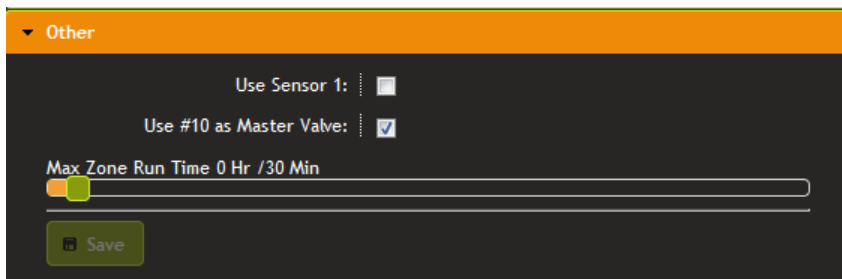 Other
Use Sensor 1:
Use #10 as Master Valve:
Max Zone Run Time 0 Hr /30 Min
Save